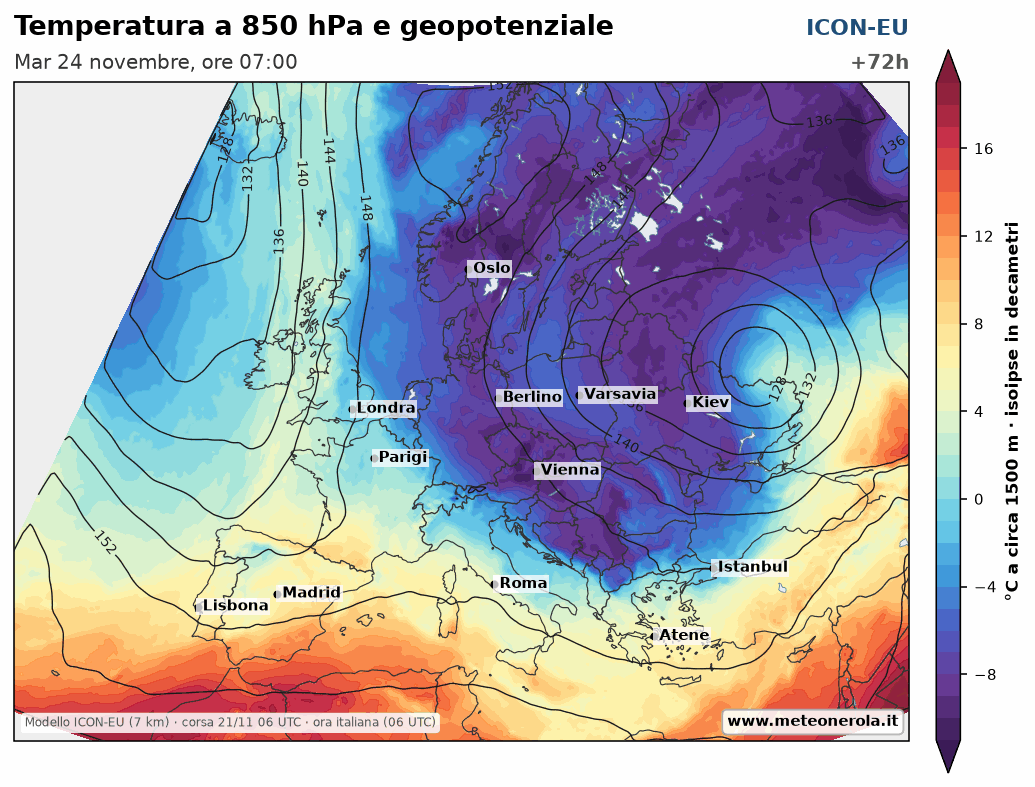 Temperatura a 850 hPa e geopotenziale
ICON-EU
Mar 24 novembre, ore 07:00
+72h
152
136
136
128
144
132
140
148
148
144
136
Oslo
128
132
Berlino
Varsavia
Kiev
Londra
140
Parigi
Vienna
152
Istanbul
Roma
Madrid
Lisbona
Atene
Modello ICON-EU (7 km) · corsa 21/11 06 UTC · ora italiana (06 UTC)
www.meteonerola.it
16
12
8
4
0
−4
−8
°C a circa 1500 m · Isoipse in decametri